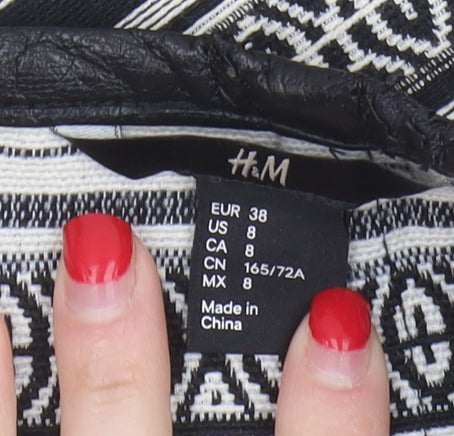 H&M
EUR 38
US 8
CA 8
CN 165/72A
MX 8
Made in
China